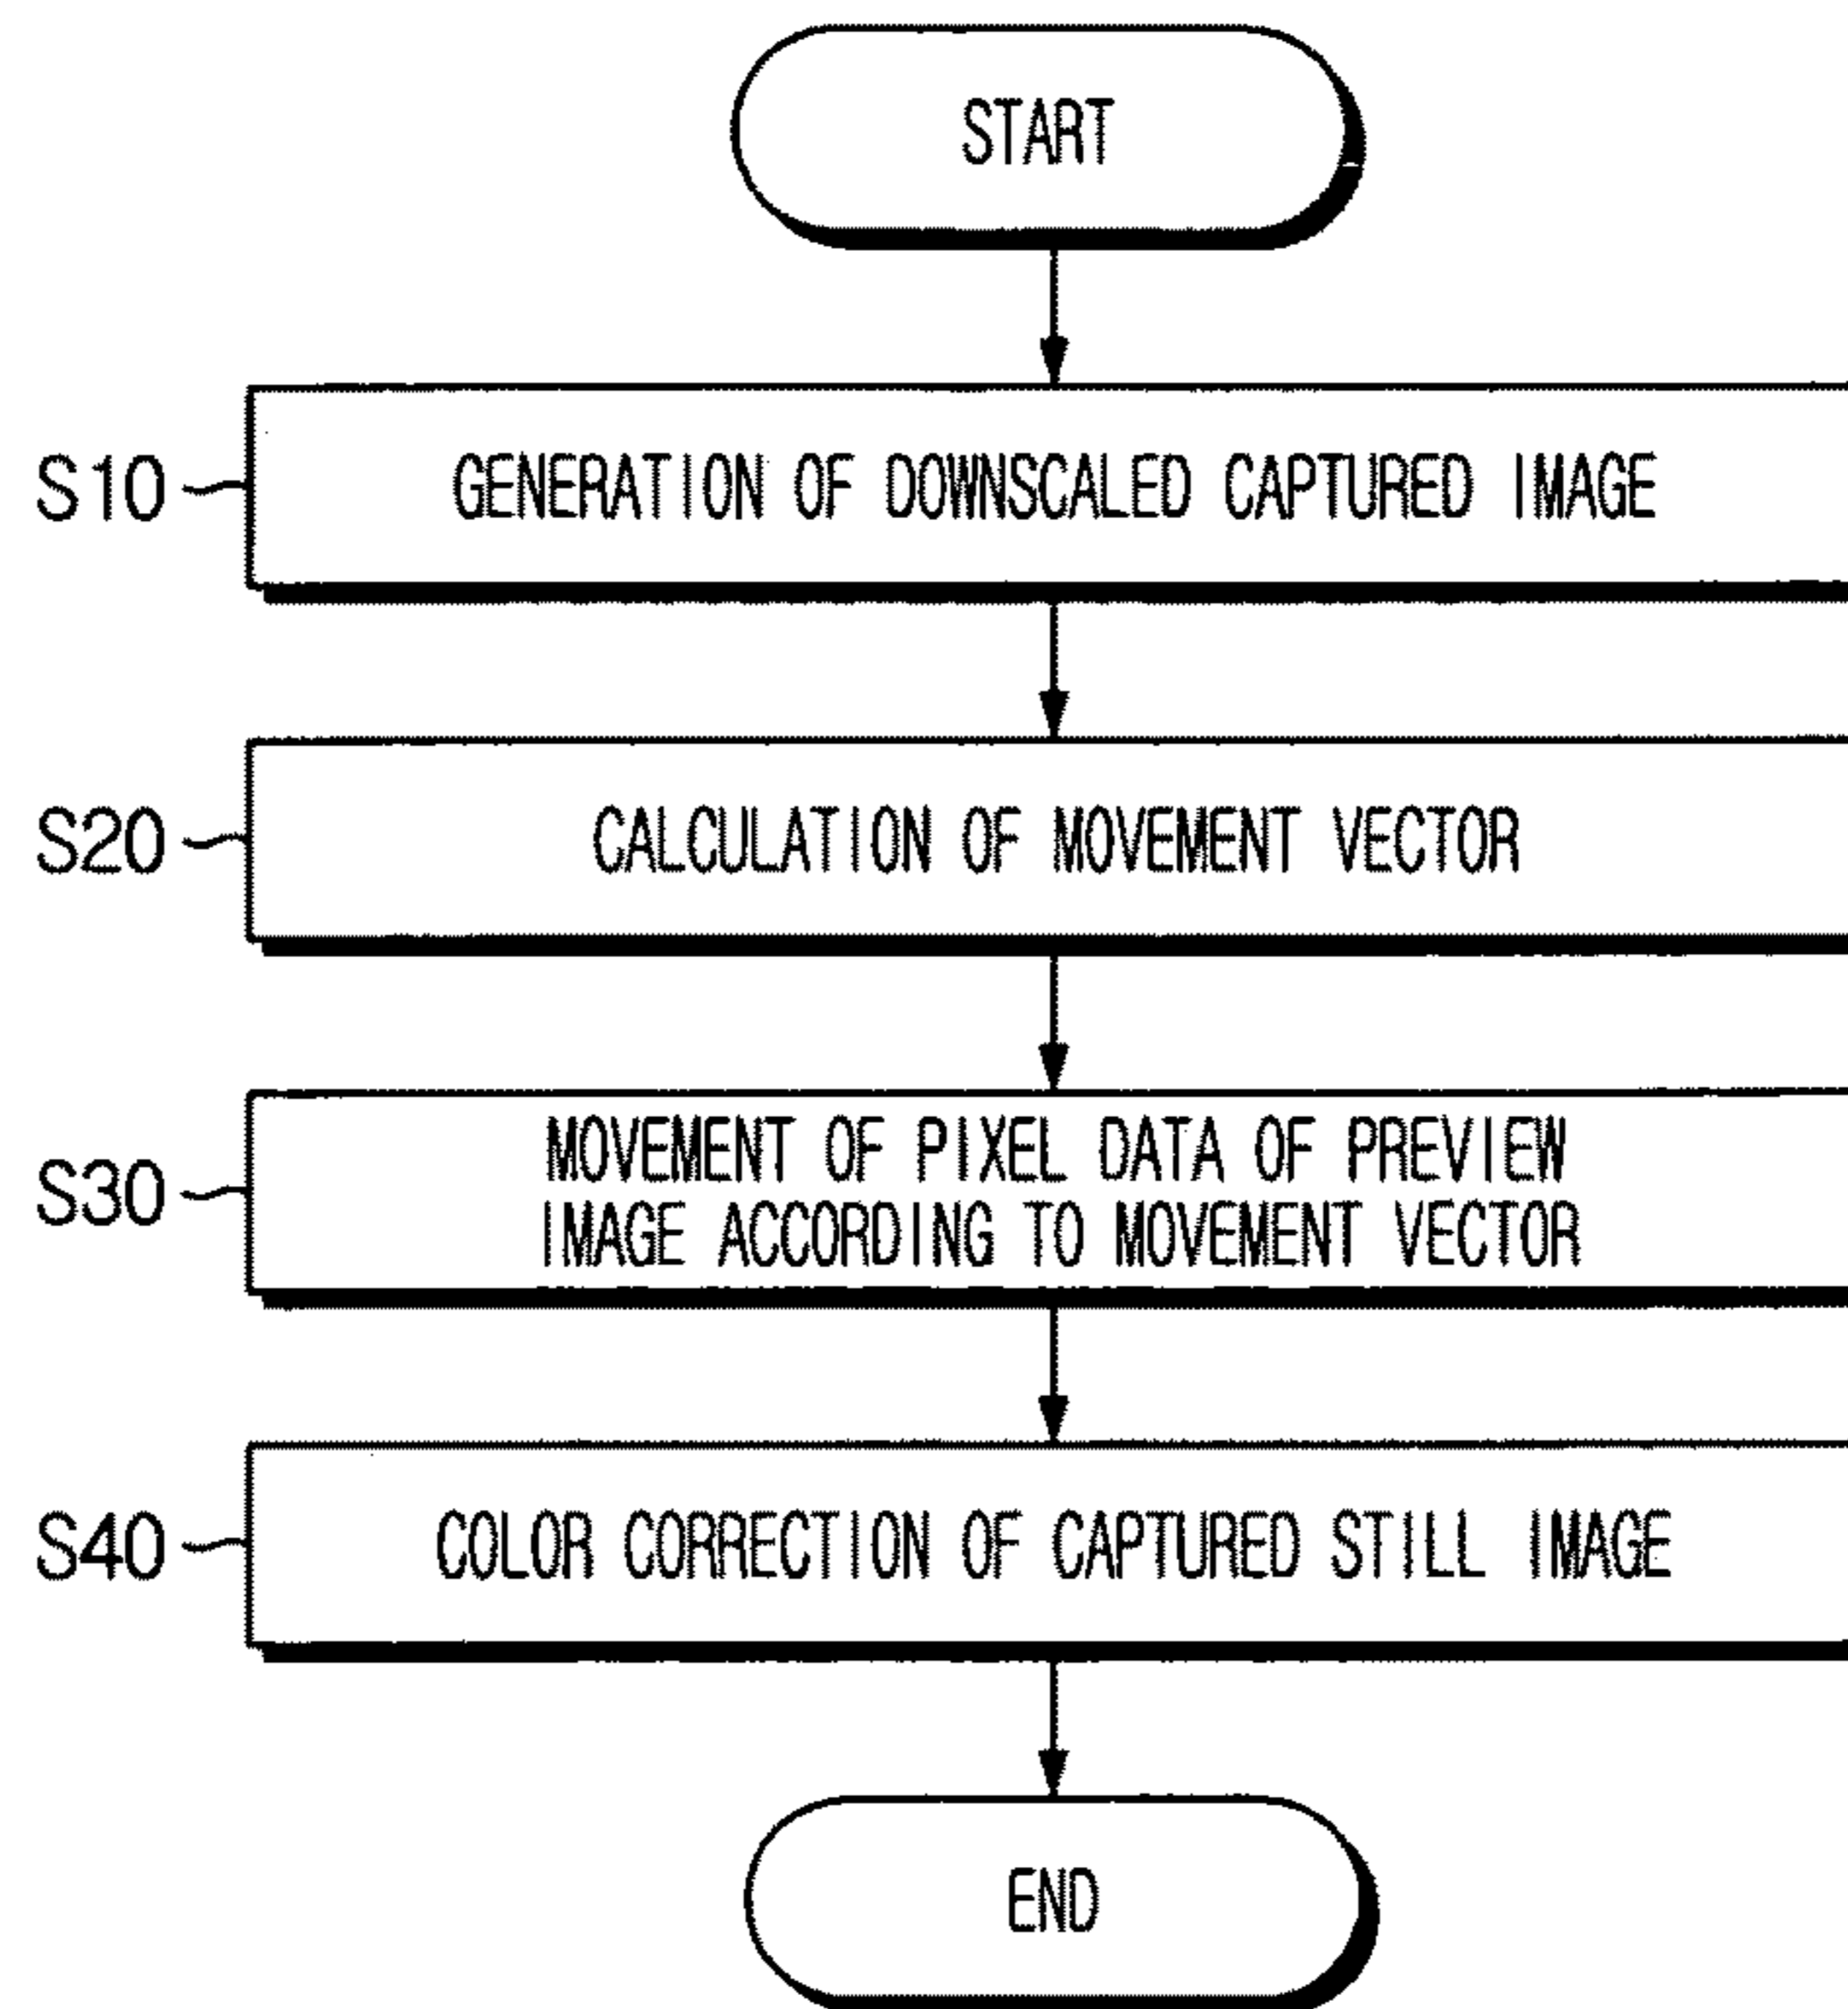 START
S10
GENERATION OF DOWNSCALED CAPTURED IMAGE
S20
CALCULATION OF MOVEMENT VECTOR
S30
MOVEMENT OF PIXEL DATA OF PREVIEW
IMAGE ACCORDING TO MOVEMENT VECTOR
S40
COLOR CORRECTION OF CAPTURED STILL IMAGE
END